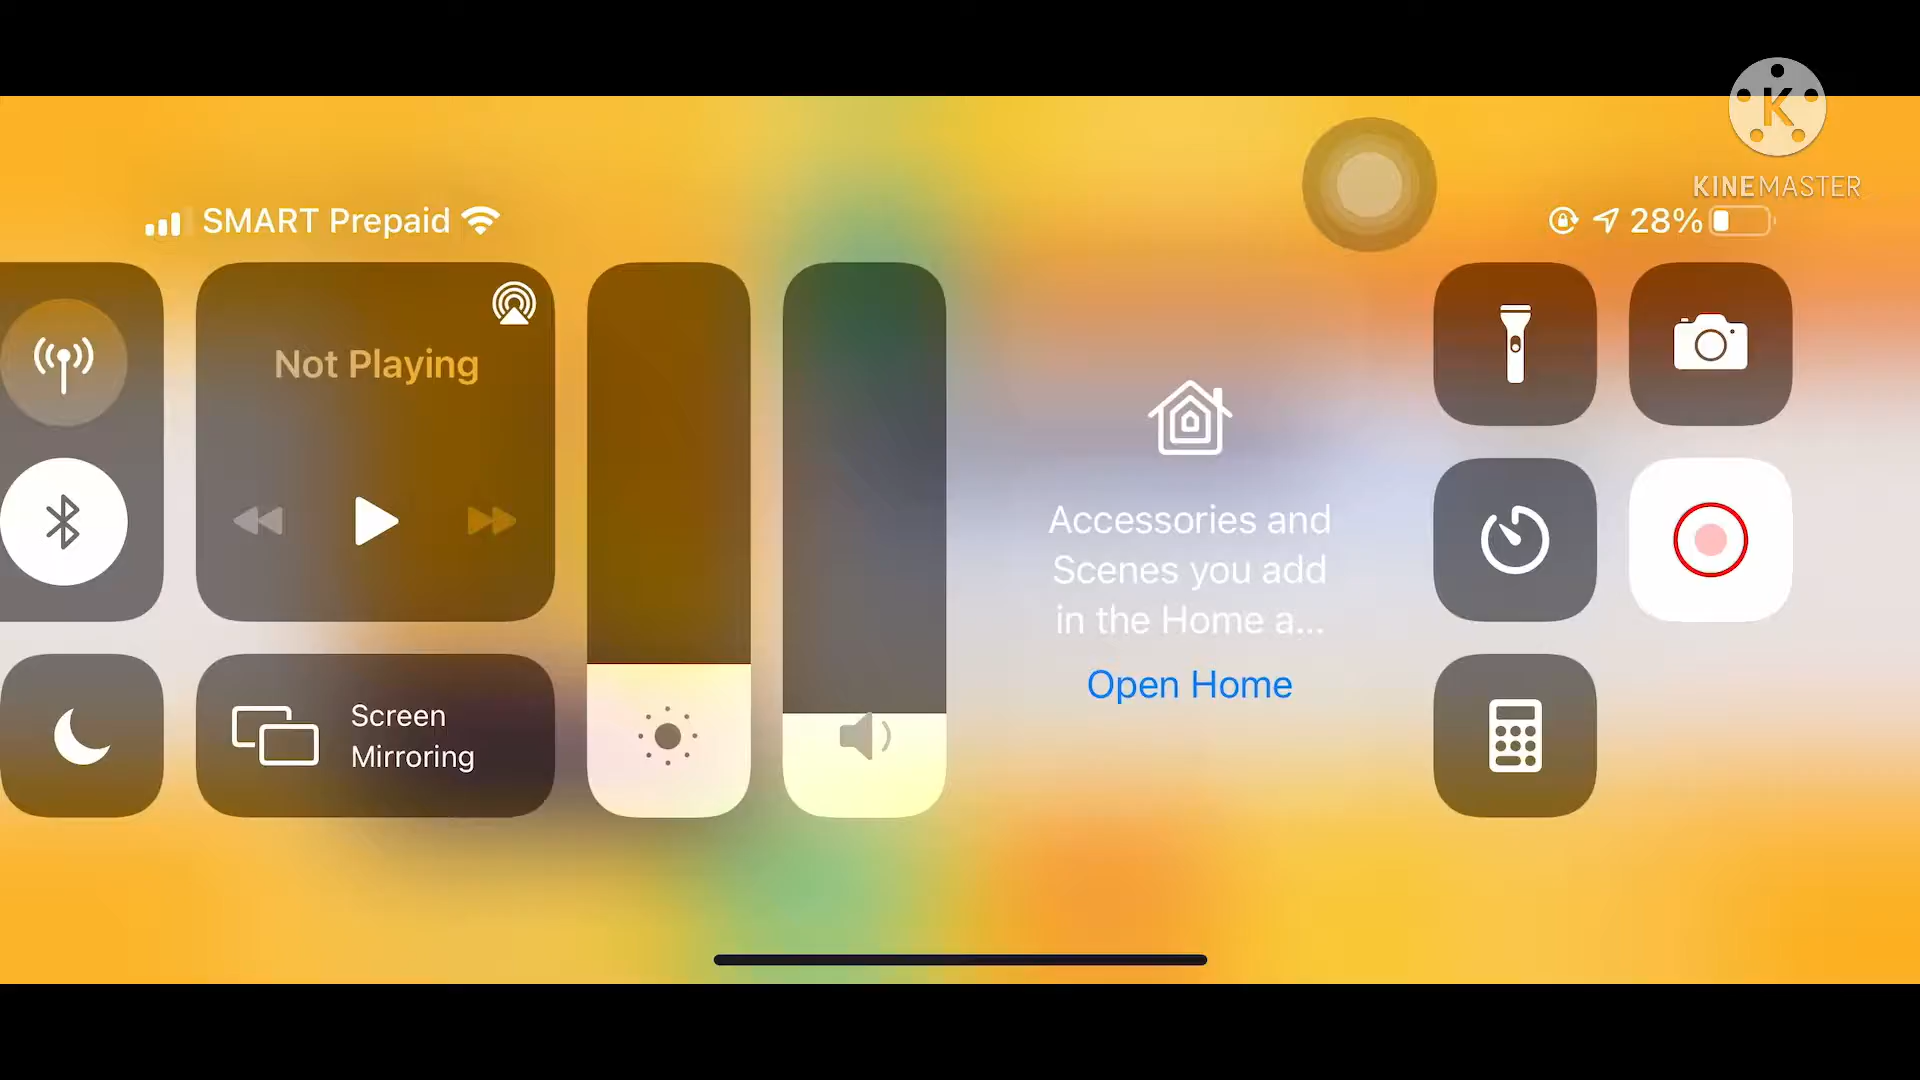 KINEMASTER
SMART Prepaid
28%
Not Playing
Accessories and
Scenes you add
in the Home a...
Open Home
Screen
Mirroring